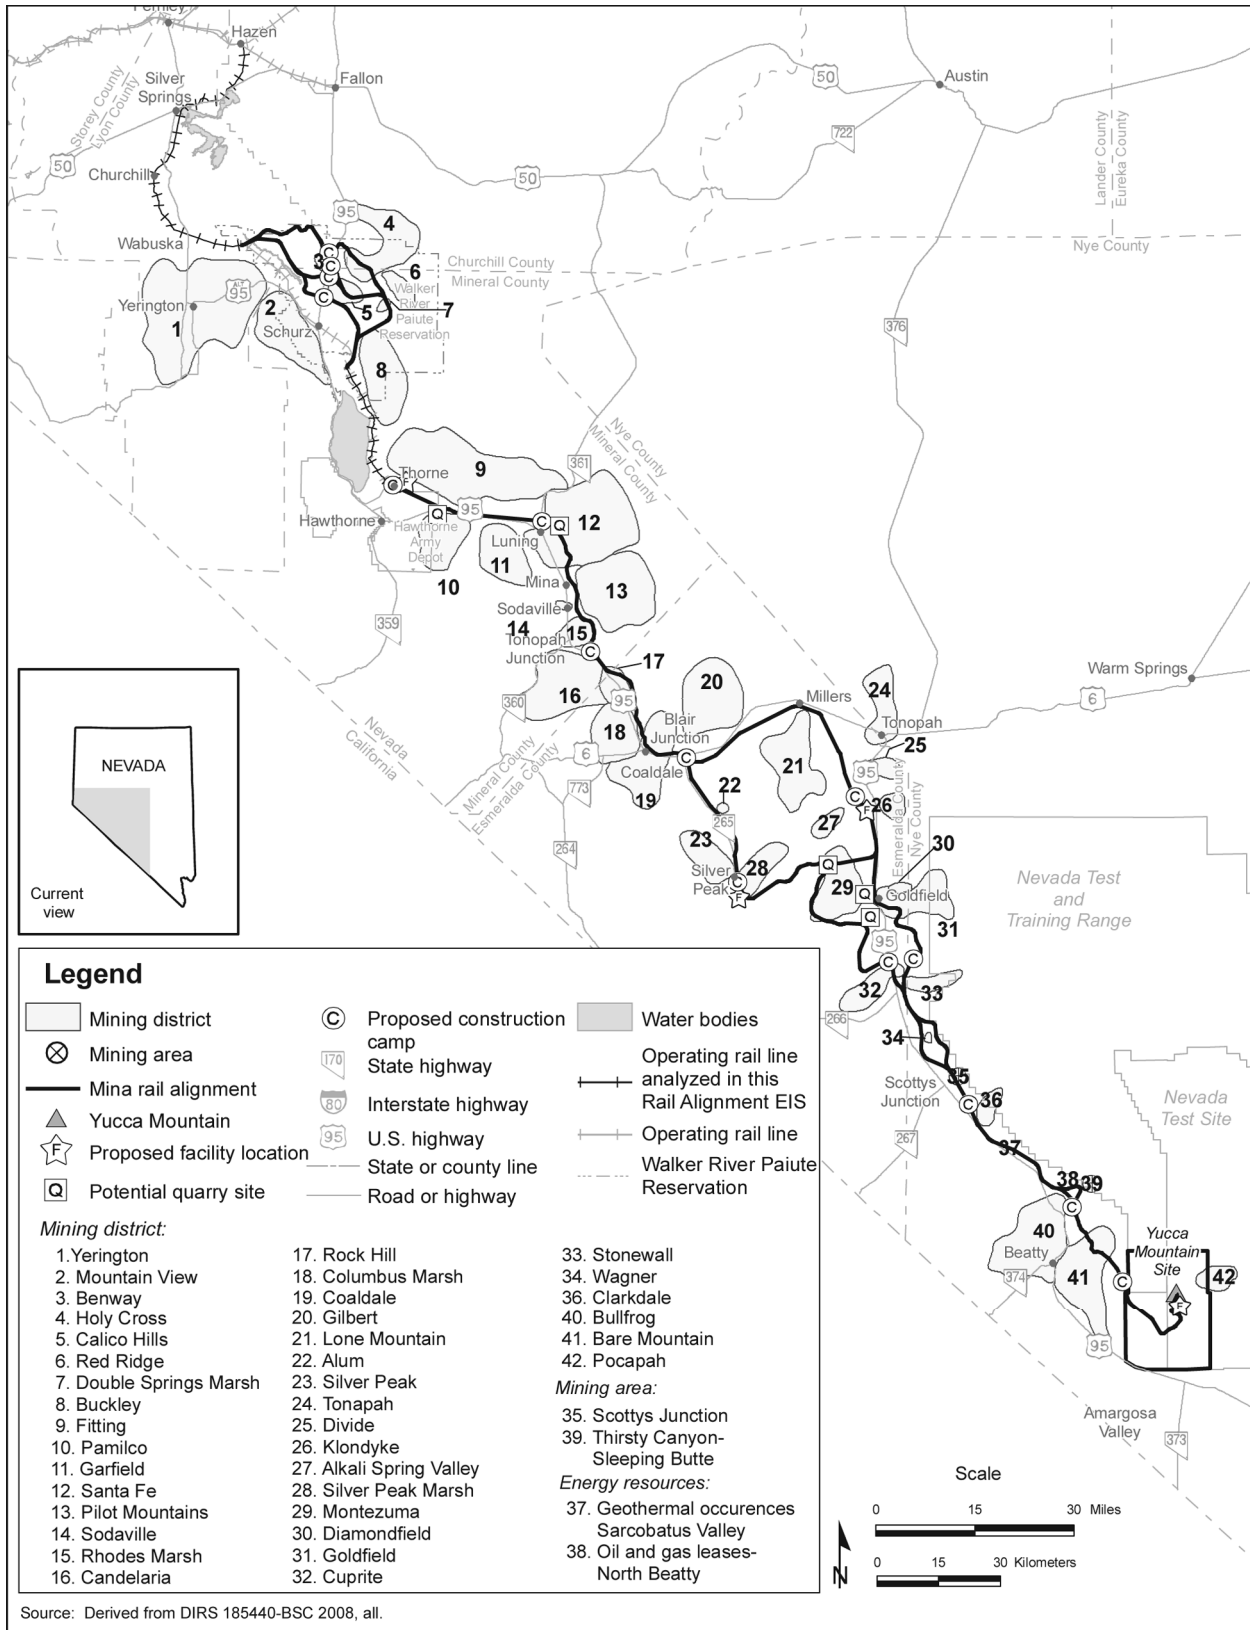 Fernley
Hazen
Silver
Springs
Fallon
Austin
50
50
50
722
Storey County
Lyon County
Lander County
Eureka County
Churchill
Wabuska
95
4
Nye County
Churchill County
Mineral County
3
6
Walker
River
Paiute
Reservation
7
5
ALT
95
Yerington
1
2
Schurz
8
376
Nye County
Mineral County
Thorne
9
361
Q
95
Hawthorne
Hawthorne
Army
Depot
C
Q
12
Luning
11
10
Mina
13
Sodaville
14
15
Tonopah
Junction
C
359
17
16
360
95
20
18
Blair
Junction
6
Coaldale
19
773
Nevada
California
Mineral County
Esmeralda County
264
Millers
24
Tonopah
25
Warm Springs
6
21
95
22
265
C
26
F
27
Esmeralda County
Nye County
23
28
Silver
Peak
C
F
Q
29
Q
Q
30
Goldfield
31
95
C
C
Nevada Test
and
Training Range
NEVADA
Current
view
32
33
266
34
Scottys
Junction
35
36
C
267
37
Nevada
Test Site
38
39
C
40
Beatty
374
41
C
95
Yucca
Mountain
Site
F
42
Amargosa
Valley
373
Legend
Mining district
Mining area
Mina rail alignment
Yucca Mountain
F
Proposed facility location
Q
Potential quarry site
C
Proposed construction
camp
170
State highway
80
Interstate highway
95
U.S. highway
State or county line
Road or highway
Water bodies
Operating rail line
analyzed in this
Rail Alignment EIS
Operating rail line
Walker River Paiute
Reservation
Mining district:
1.Yerington
2. Mountain View
3. Benway
4. Holy Cross
5. Calico Hills
6. Red Ridge
7. Double Springs Marsh
8. Buckley
9. Fitting
10. Pamilco
11. Garfield
12. Santa Fe
13. Pilot Mountains
14. Sodaville
15. Rhodes Marsh
16. Candelaria
17. Rock Hill
18. Columbus Marsh
19. Coaldale
20. Gilbert
21. Lone Mountain
22. Alum
23. Silver Peak
24. Tonapah
25. Divide
26. Klondyke
27. Alkali Spring Valley
28. Silver Peak Marsh
29. Montezuma
30. Diamondfield
31. Goldfield
32. Cuprite
33. Stonewall
34. Wagner
36. Clarkdale
40. Bullfrog
41. Bare Mountain
42. Pocapah
Mining area:
35. Scottys Junction
39. Thirsty Canyon-
Sleeping Butte
Energy resources:
37. Geothermal occurences
Sarcobatus Valley
38. Oil and gas leases-
North Beatty
Scale
0 15 30 Miles
0 15 30 Kilometers
N
Source: Derived from DIRS 185440-BSC 2008, all.